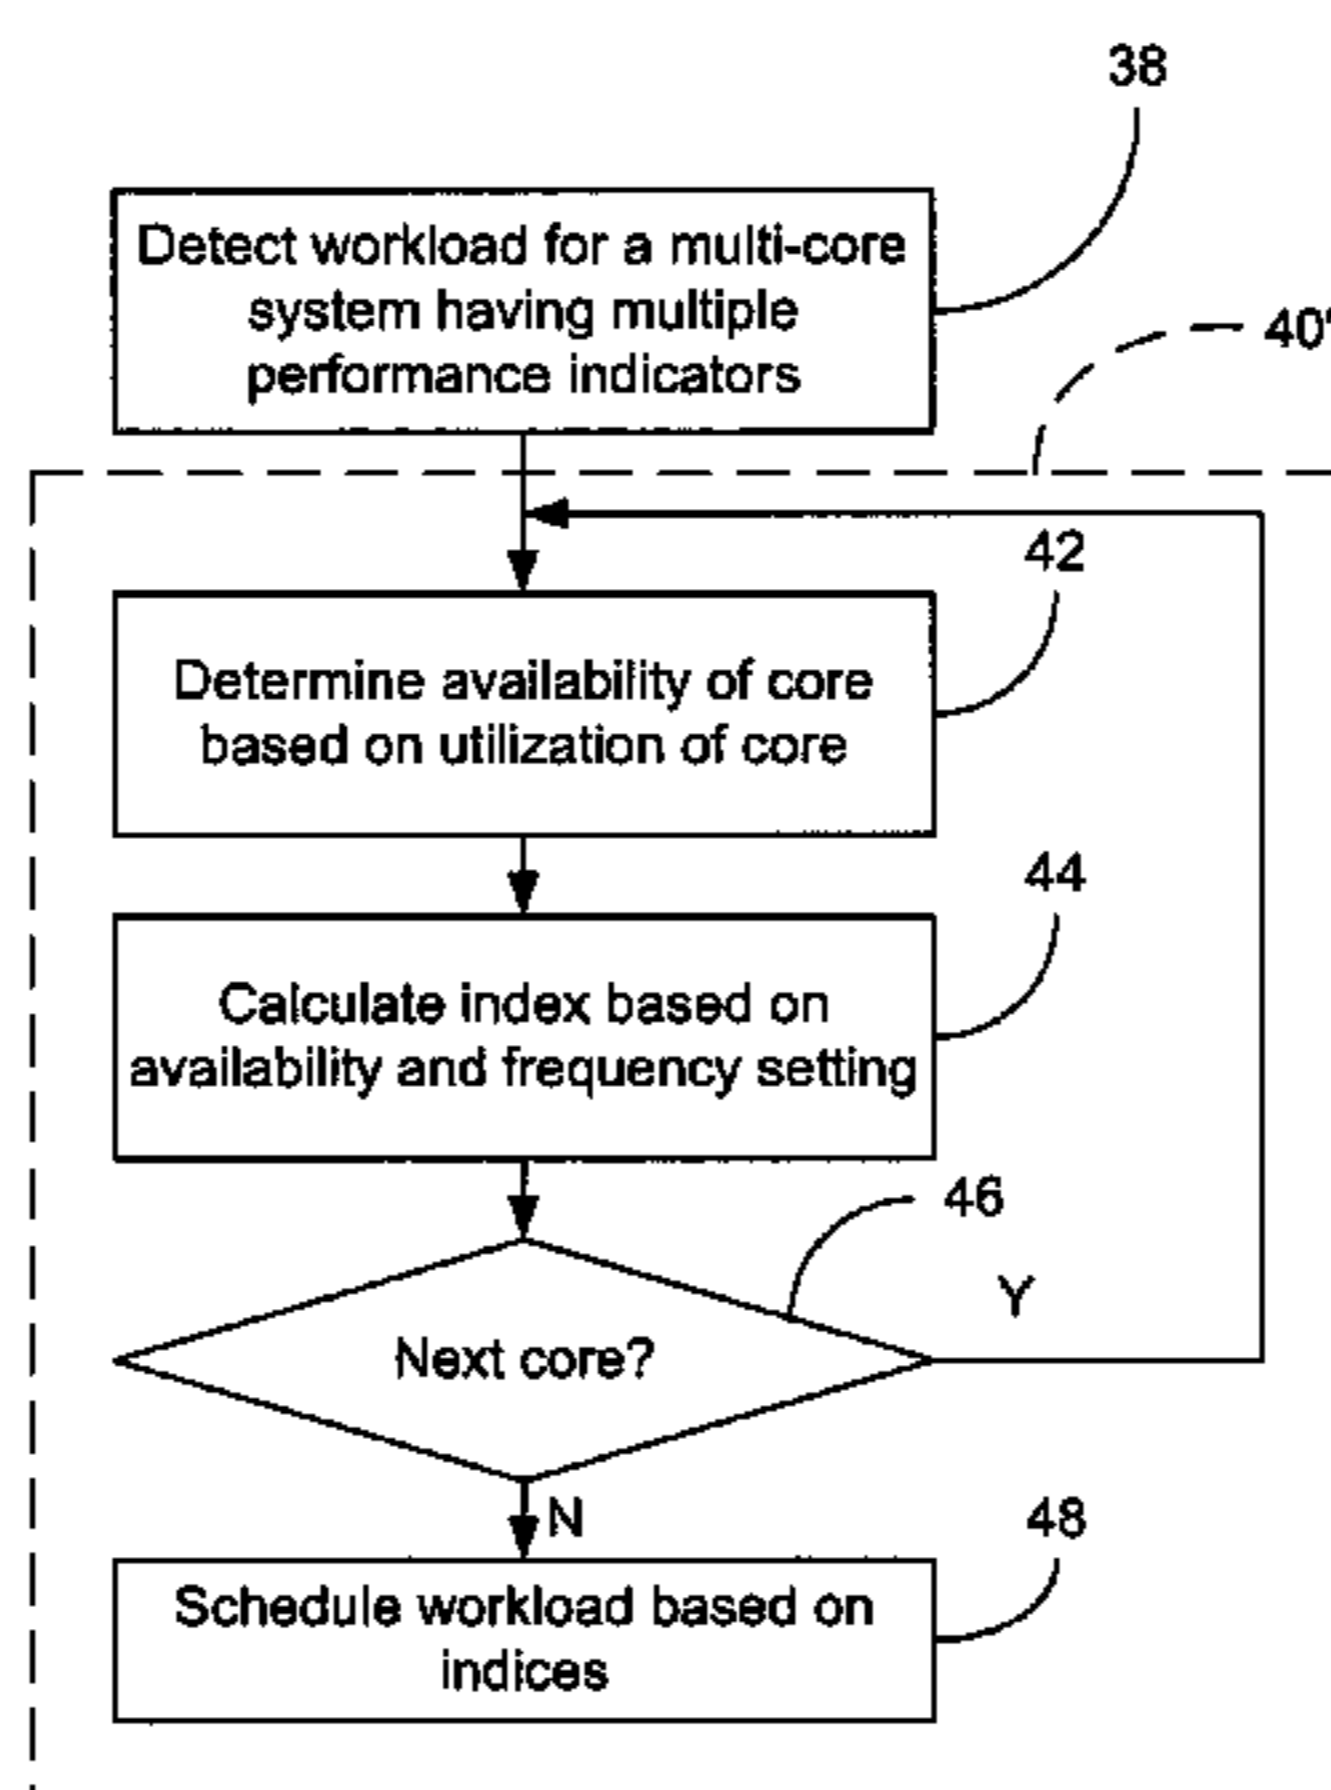 38
Detect workload for a multi-core
system having multiple
performance indicators
40'
42
Determine availability of core
based on utilization of core
44
Calculate index based on
availability and frequency setting
46
Y
Next core?
N
48
Schedule workload based on
indices